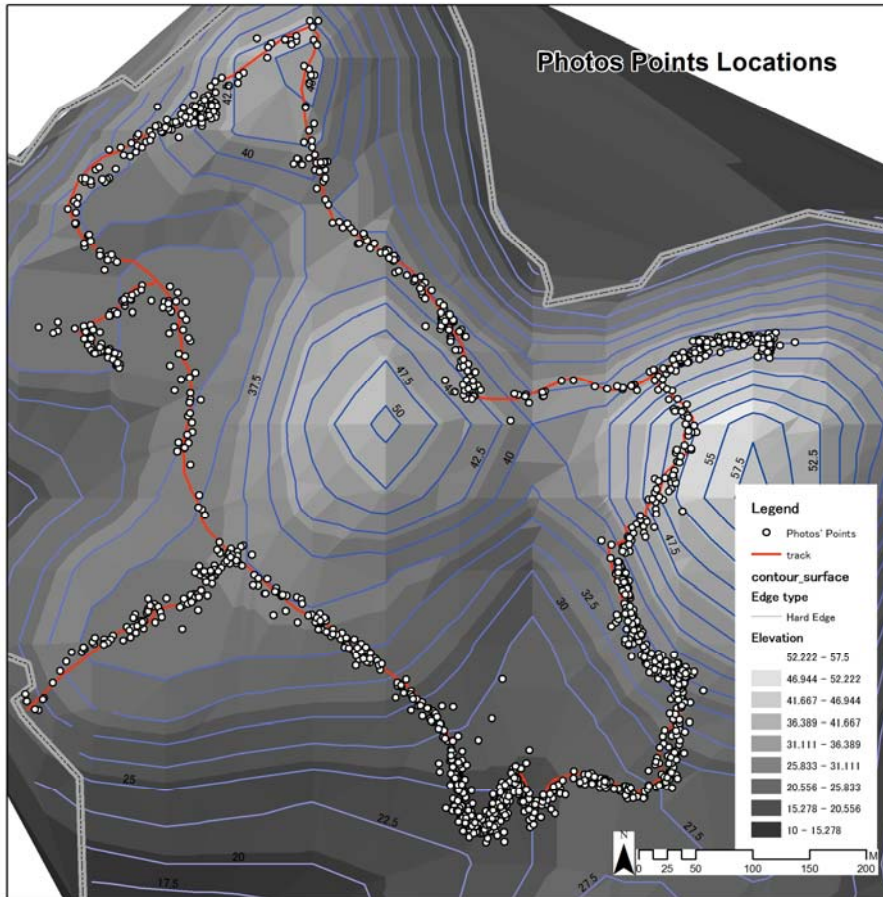 Photos Points Locations
42.5
40
37.5
47.5
50
42.5
40
55
57.5
52.5
47.5
32.5
30
25
22.5
20
17.5
27.5
27.5
Legend
Photos' Points
track
contour_surface
Edge type
Hard Edge
Elevation
52.222 – 57.5
46.944 – 52.222
41.667 – 46.944
36.389 – 41.667
31.111 – 36.389
25.833 – 31.111
20.556 – 25.833
15.278 – 20.556
10 – 15.278
N
0 25 50 100 150 200 M